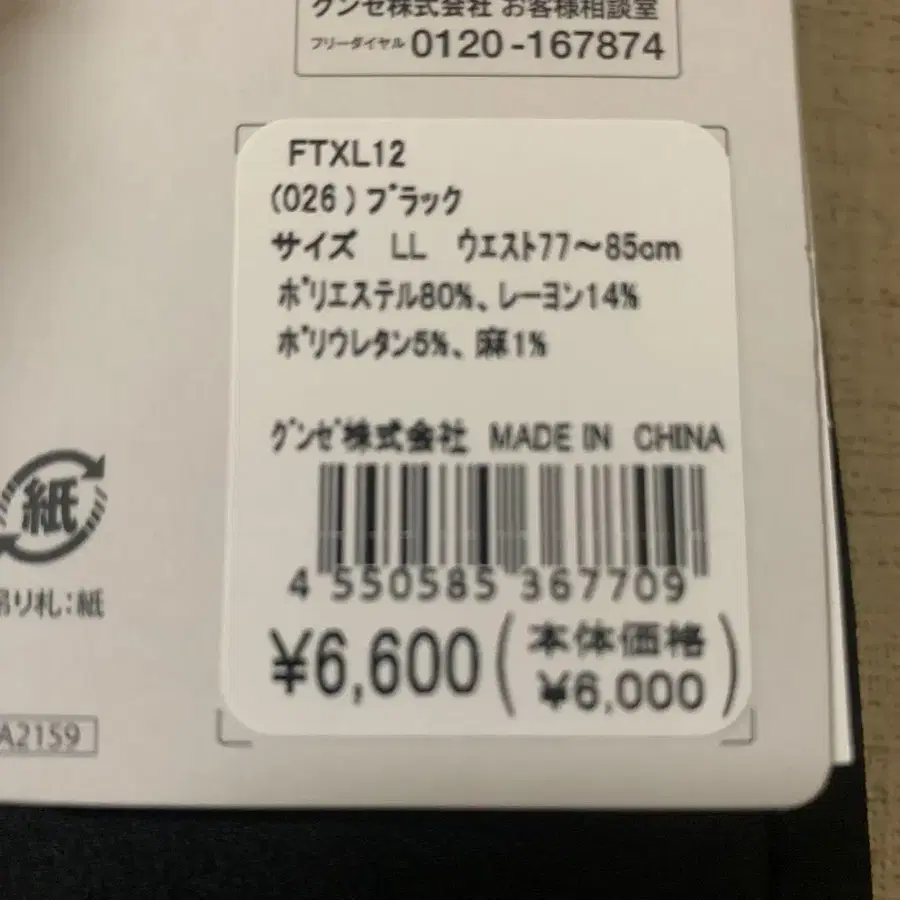 グンゼ株式会社 お客様相談室
フリーダイヤル 0120-167874
FTXL12
(026)ブラック
サイズ LL ウエスト77〜85cm
ポリエステル80%、レーヨン14%
ポリウレタン5%、麻1%
グンゼ株式会社 MADE IN CHINA
4 550585 367709
¥6,600(本体価格 ¥6,000)
紙
吊り札:紙
A2159